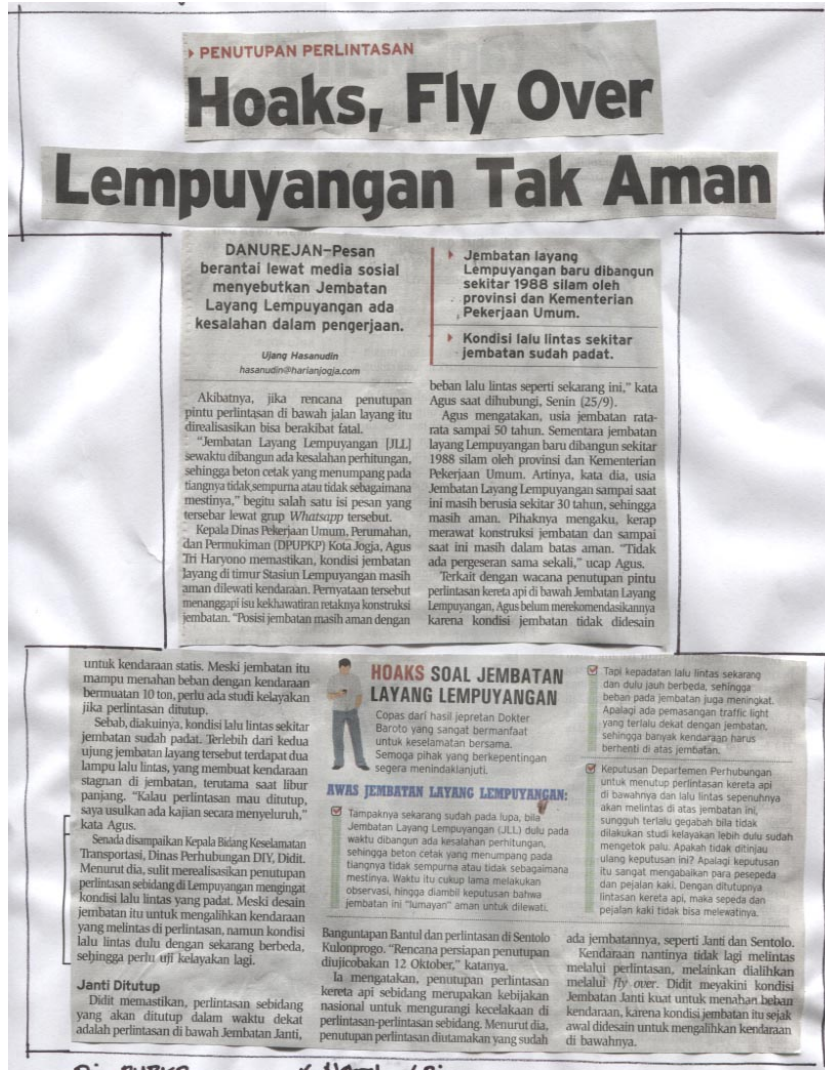 PENUTUPAN PERLINTASAN
Hoaks, Fly Over
Lempuyangan Tak Aman
DANUREJAN—Pesan
berantai lewat media sosial
menyebutkan Jembatan
Layang Lempuyangan ada
kesalahan dalam pengerjaan.
Ujang Hasanudin
hasanudin@harianjogja.com
Jembatan layang
Lempuyangan baru dibangun
sekitar 1988 silam oleh
provinsi dan Kementerian
Pekerjaan Umum.
Kondisi lalu lintas sekitar
jembatan sudah padat.
Akibatnya, jika rencana penutupan
pintu perlintasan di bawah jalan layang itu
direalisasikan bisa berakibat fatal.
"Jembatan Layang Lempuyangan [JLL]
sewaktu dibangun ada kesalahan perhitungan,
sehingga beton cetak yang menumpang pada
tiangnya tidak sempurna atau tidak sebagaimana
mestinya," begitu salah satu isi pesan yang
tersebar lewat grup Whatsapp tersebut.
Kepala Dinas Pekerjaan Umum, Perumahan,
dan Permukiman (DPUPKP) Kota Jogja, Agus
Tri Haryono memastikan, kondisi jembatan
layang di timur Stasiun Lempuyangan masih
aman dilewati kendaraan. Pernyataan tersebut
menanggapi isu kekhawatiran retaknya konstruksi
jembatan. "Posisi jembatan masih aman dengan
beban lalu lintas seperti sekarang ini," kata
Agus saat dihubungi, Senin (25/9).
Agus mengatakan, usia jembatan rata-
rata sampai 50 tahun. Sementara jembatan
layang Lempuyangan baru dibangun sekitar
1988 silam oleh provinsi dan Kementerian
Pekerjaan Umum. Artinya, kata dia, usia
Jembatan Layang Lempuyangan sampai saat
ini masih berusia sekitar 30 tahun, sehingga
masih aman. Pihaknya mengaku, kerap
merawat konstruksi jembatan dan sampai
saat ini masih dalam batas aman. "Tidak
ada pergeseran sama sekali," ucap Agus.
Terkait dengan wacana penutupan pintu
perlintasan kereta api di bawah Jembatan Layang
Lempuyangan, Agus belum merekomendasikannya
karena kondisi jembatan tidak didesain
untuk kendaraan statis. Meski jembatan itu
mampu menahan beban dengan kendaraan
bermuatan 10 ton, perlu ada studi kelayakan
jika perlintasan ditutup.
Sebab, diakuinya, kondisi lalu lintas sekitar
jembatan sudah padat. Terlebih dari kedua
ujung jembatan layang tersebut terdapat dua
lampu lalu lintas, yang membuat kendaraan
stagnan di jembatan, terutama saat libur
panjang. "Kalau perlintasan mau ditutup,
saya usulkan ada kajian secara menyeluruh,"
kata Agus.
Senada disampaikan Kepala Bidang Keselamatan
Transportasi, Dinas Perhubungan DIY, Didit.
Menurut dia, sulit merealisasikan penutupan
perlintasan sebidang di Lempuyangan mengingat
kondisi lalu lintas yang padat. Meski desain
jembatan itu untuk mengalihkan kendaraan
yang melintas di perlintasan, namun kondisi
lalu lintas dulu dengan sekarang berbeda,
sehingga perlu uji kelayakan lagi.
Janti Ditutup
Didit memastikan, perlintasan sebidang
yang akan ditutup dalam waktu dekat
adalah perlintasan di bawah Jembatan Janti,
HOAKS SOAL JEMBATAN
LAYANG LEMPUYANGAN
Copas dari hasil jepretan Dokter
Baroto yang sangat bermanfaat
untuk keselamatan bersama.
Semoga pihak yang berkepentingan
segera menindaklanjuti.
AWAS JEMBATAN LAYANG LEMPUYANGAN:
Tampaknya sekarang sudah pada lupa, bila
Jembatan Layang Lempuyangan (JLL) dulu pada
waktu dibangun ada kesalahan perhitungan,
sehingga beton cetak yang menumpang pada
tiangnya tidak sempurna atau tidak sebagaimana
mestinya. Waktu itu cukup lama melakukan
observasi, hingga diambil keputusan bahwa
jembatan ini "lumayan" aman untuk dilewati.
Tapi kepadatan lalu lintas sekarang
dan dulu jauh berbeda, sehingga
beban pada jembatan juga meningkat.
Apalagi ada pemasangan traffic light
yang terlalu dekat dengan jembatan,
sehingga banyak kendaraan harus
berhenti di atas jembatan.
Keputusan Departemen Perhubungan
untuk menutup perlintasan kereta api
di bawahnya dan lalu lintas sepenuhnya
akan melintas di atas jembatan ini,
sungguh terlalu gegabah bila tidak
dilakukan studi kelayakan lebih dulu sudah
mengetok palu. Apakah tidak ditinjau
ulang keputusan ini? Apalagi keputusan
itu sangat mengabaikan para pesepeda
dan pejalan kaki. Dengan ditutupnya
lintasan kereta api, maka sepeda dan
pejalan kaki tidak bisa melewatinya.
Banguntapan Bantul dan perlintasan di Sentolo
Kulonprogo. "Rencana persiapan penutupan
diujicobakan 12 Oktober," katanya.
Ia mengatakan, penutupan perlintasan
kereta api sebidang merupakan kebijakan
nasional untuk mengurangi kecelakaan di
perlintasan-perlintasan sebidang. Menurut dia,
penutupan perlintasan diutamakan yang sudah
ada jembatannya, seperti Janti dan Sentolo.
Kendaraan nantinya tidak lagi melintas
melalui perlintasan, melainkan dialihkan
melalui fly over. Didit meyakini kondisi
Jembatan Janti kuat untuk menahan beban
kendaraan, karena kondisi jembatan itu sejak
awal didesain untuk mengalihkan kendaraan
di bawahnya.